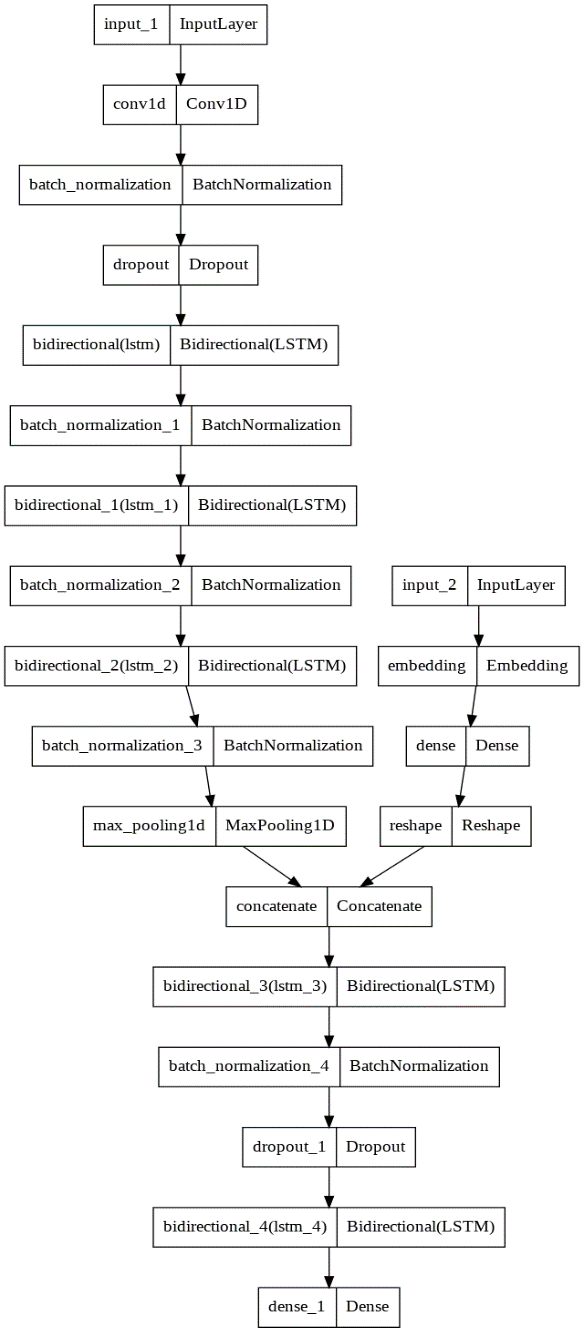 input_1 InputLayer
conv1d Conv1D
batch_normalization BatchNormalization
dropout Dropout
bidirectional(lstm) Bidirectional(LSTM)
batch_normalization_1 BatchNormalization
bidirectional_1(lstm_1) Bidirectional(LSTM)
batch_normalization_2 BatchNormalization
input_2 InputLayer
bidirectional_2(lstm_2) Bidirectional(LSTM)
embedding Embedding
batch_normalization_3 BatchNormalization
dense Dense
max_pooling1d MaxPooling1D
reshape Reshape
concatenate Concatenate
bidirectional_3(lstm_3) Bidirectional(LSTM)
batch_normalization_4 BatchNormalization
dropout_1 Dropout
bidirectional_4(lstm_4) Bidirectional(LSTM)
dense_1 Dense